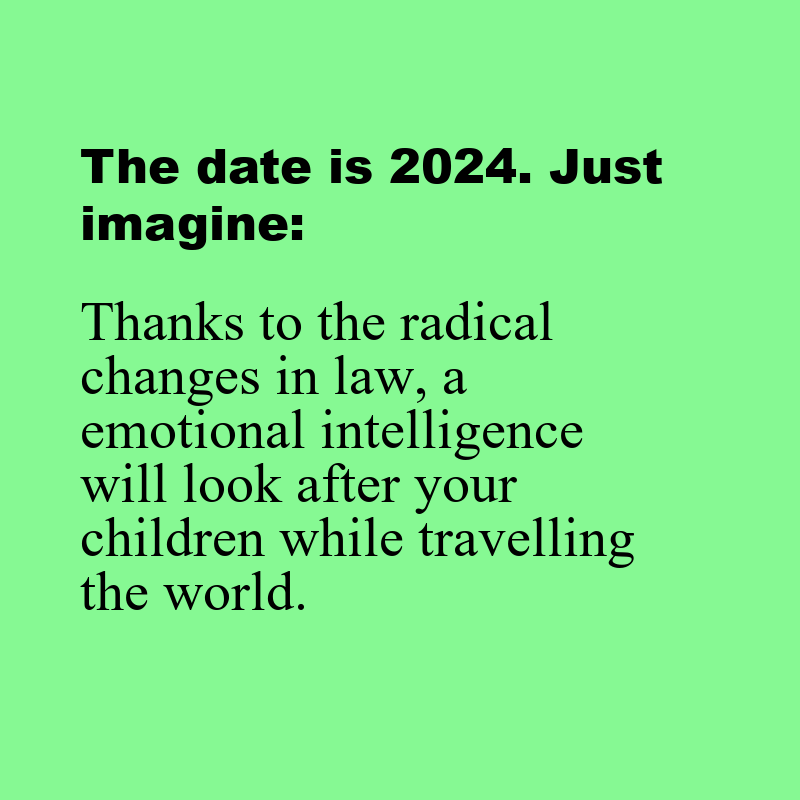 The date is 2024. Just
imagine:
Thanks to the radical
changes in law, a
emotional intelligence
will look after your
children while travelling
the world.